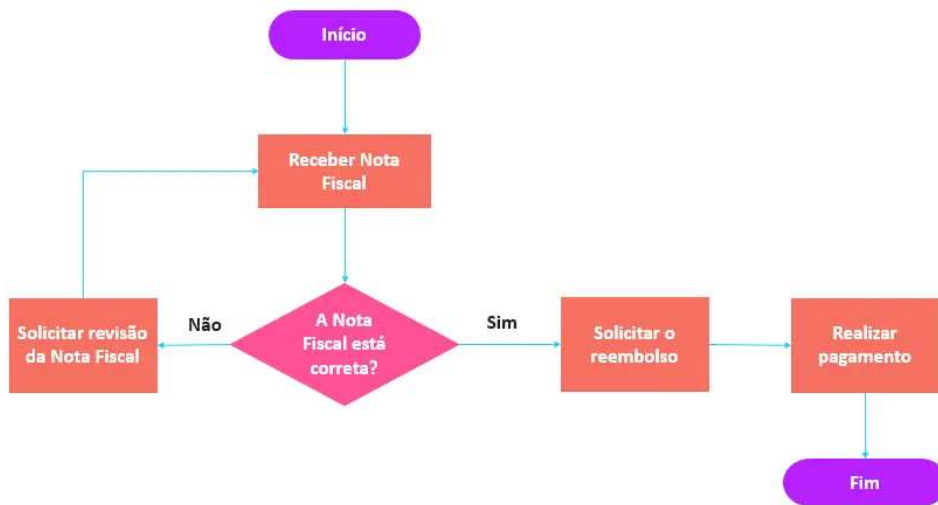 Início
Receber Nota
Fiscal
Solicitar revisão
da Nota Fiscal
Não
A Nota
Fiscal está
correta?
Sim
Solicitar o
reembolso
Realizar
pagamento
Fim